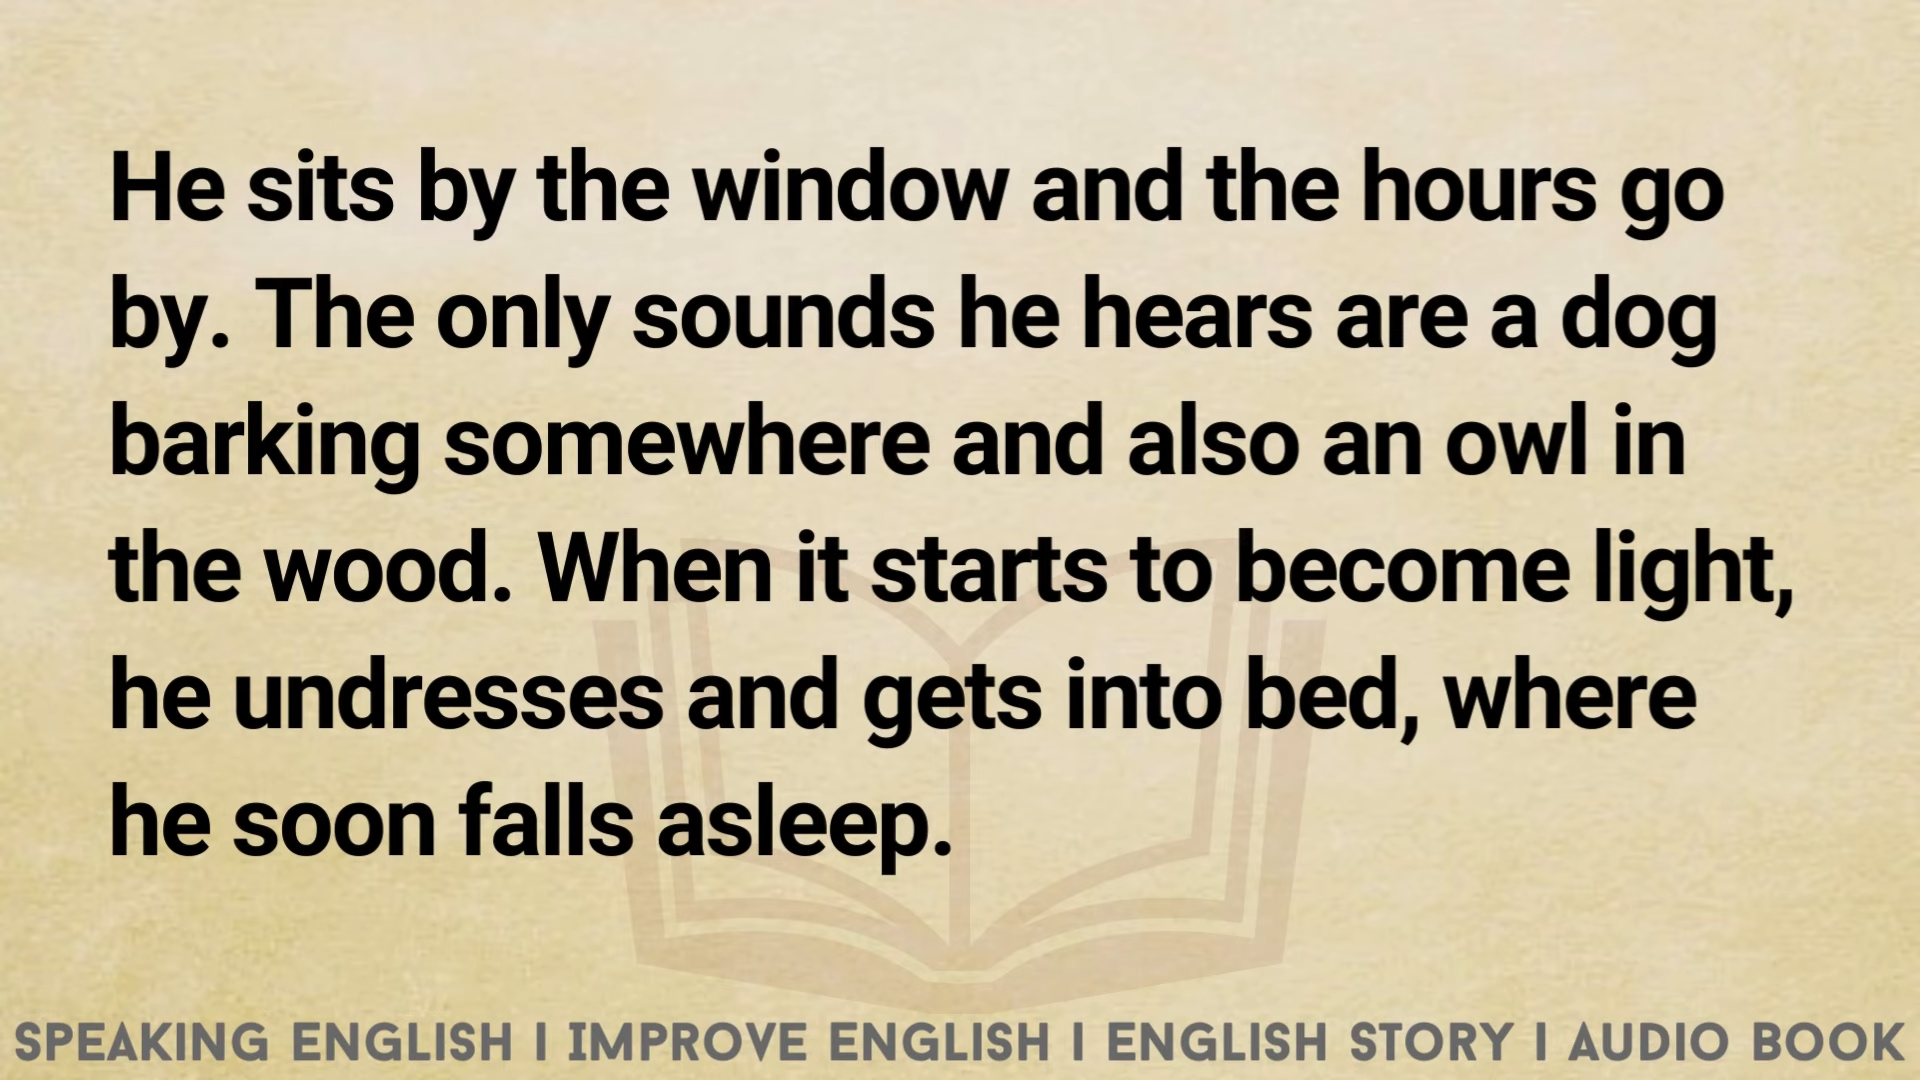 He sits by the window and the hours go
by. The only sounds he hears are a dog
barking somewhere and also an owl in
the wood. When it starts to become light,
he undresses and gets into bed, where
he soon falls asleep.
SPEAKING ENGLISH I IMPROVE ENGLISH I ENGLISH STORY I AUDIO BOOK